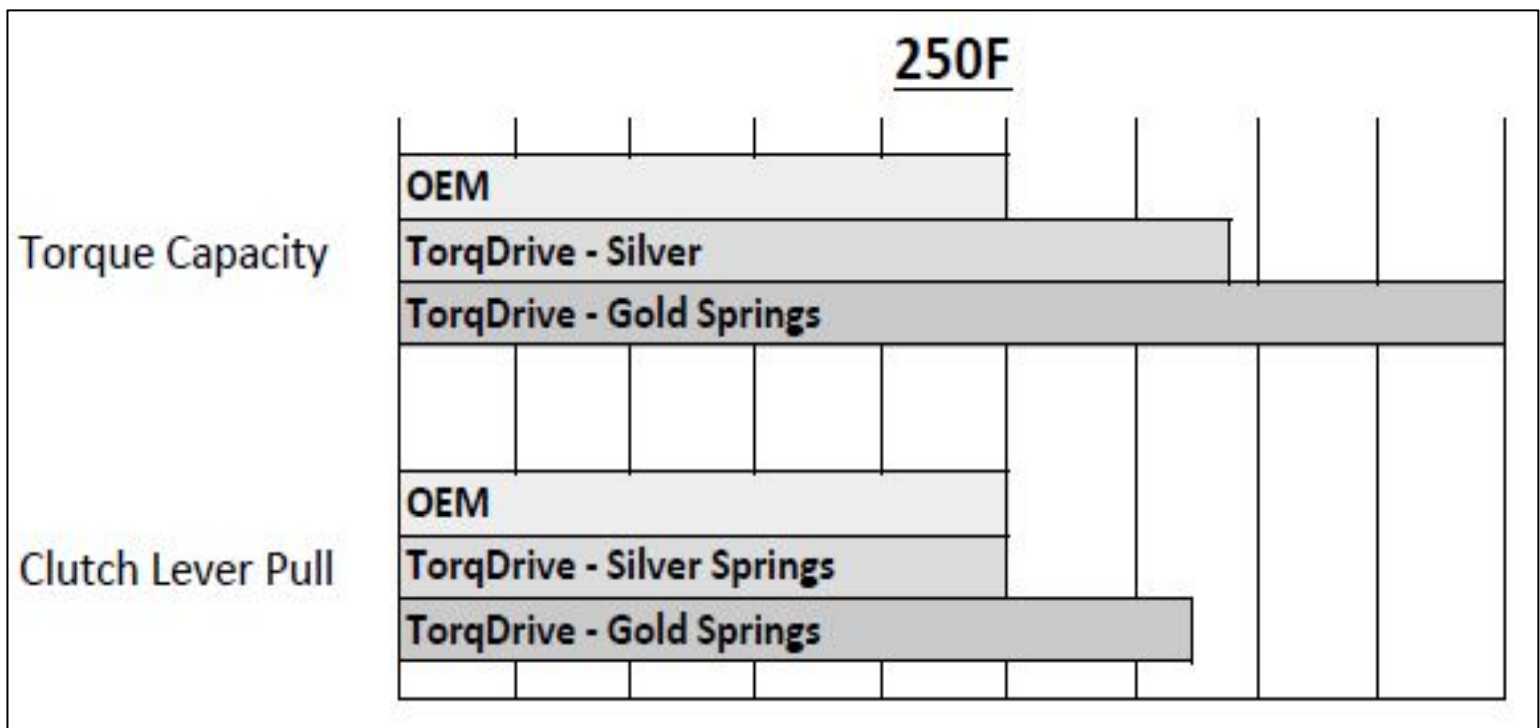 250F
Torque Capacity
OEM
TorqDrive - Silver
TorqDrive - Gold Springs
Clutch Lever Pull
OEM
TorqDrive - Silver Springs
TorqDrive - Gold Springs